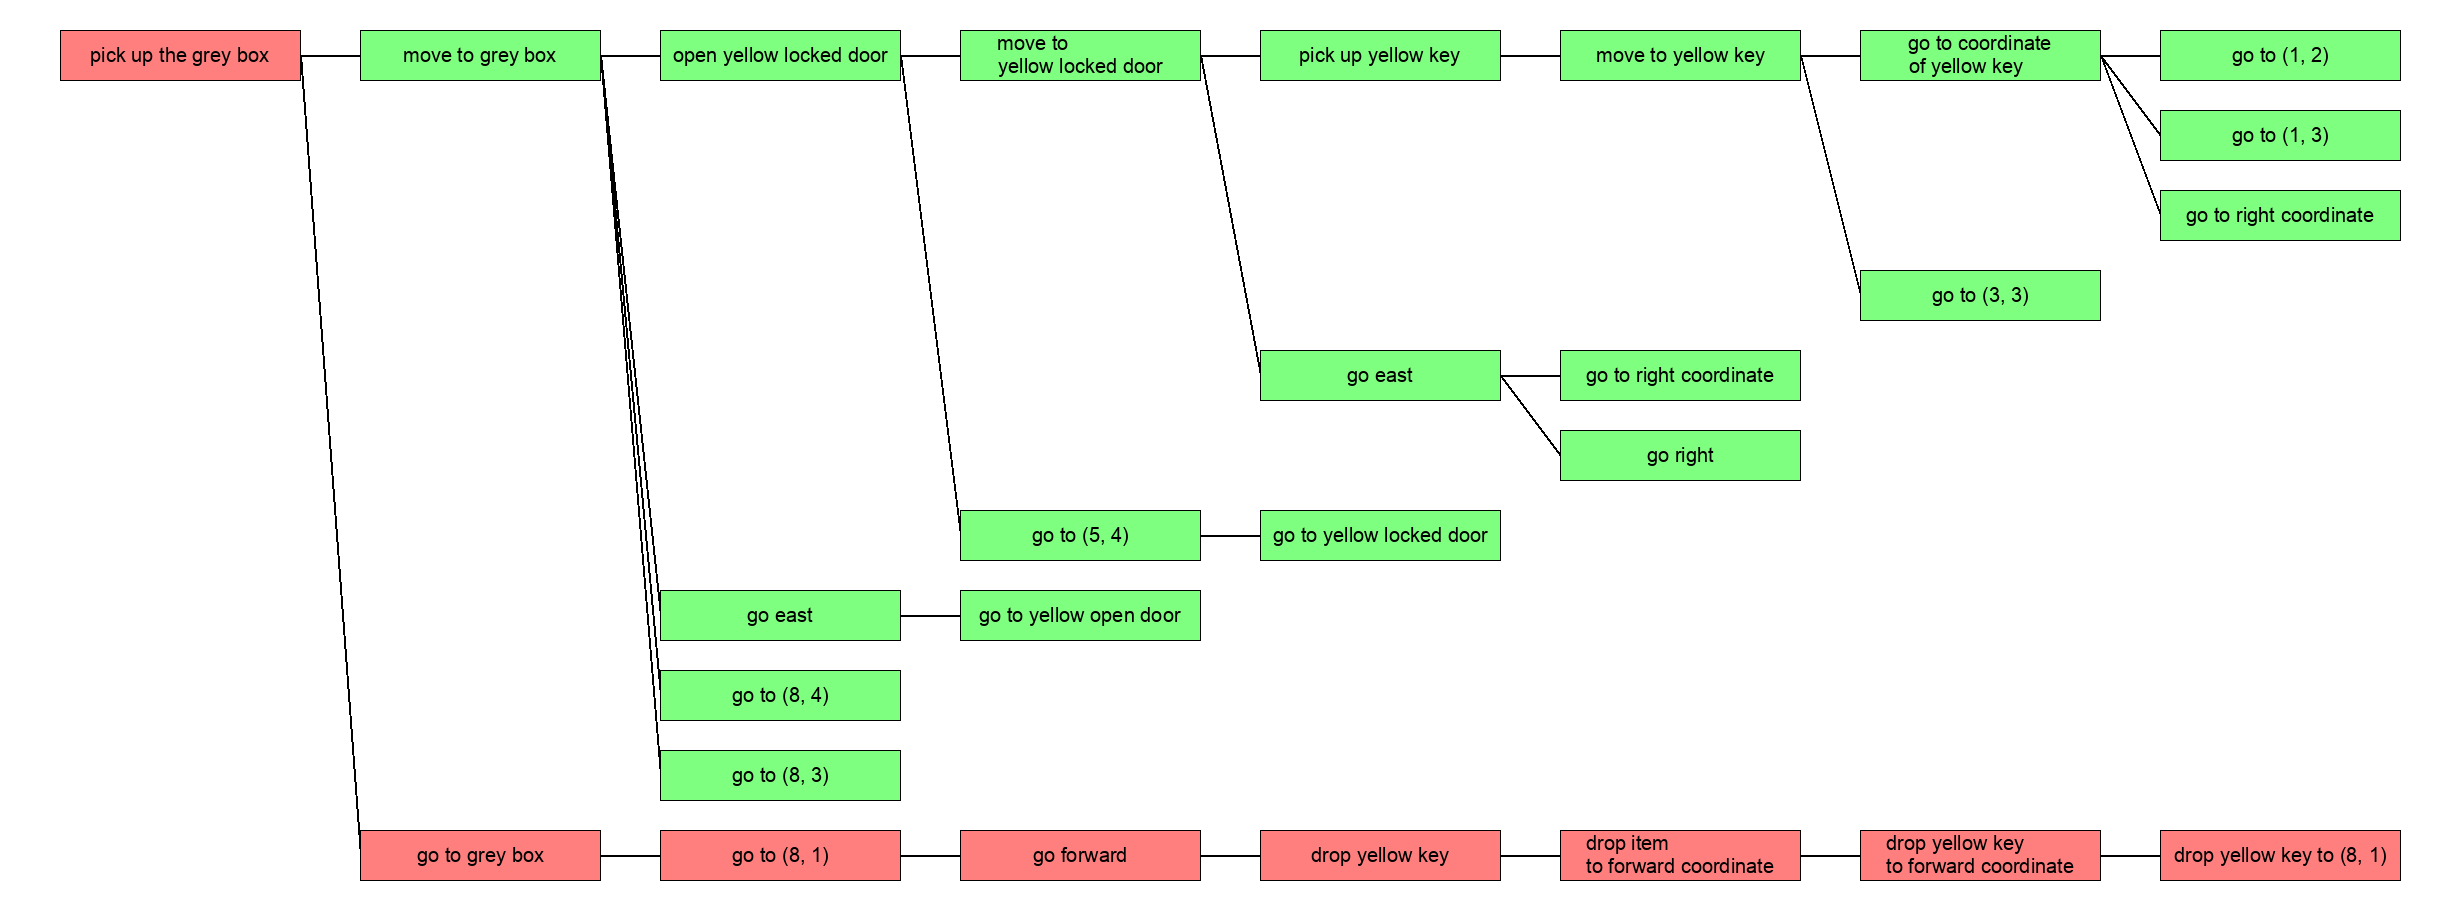 pick up the grey box
move to grey box
open yellow locked door
move to
yellow locked door
pick up yellow key
move to yellow key
go to coordinate
of yellow key
go to (1, 2)
go to (1, 3)
go to right coordinate
go to (3, 3)
go east
go to right coordinate
go right
go to (5, 4)
go to yellow locked door
go east
go to yellow open door
go to (8, 4)
go to (8, 3)
go to grey box
go to (8, 1)
go forward
drop yellow key
drop item
to forward coordinate
drop yellow key
to forward coordinate
drop yellow key to (8, 1)